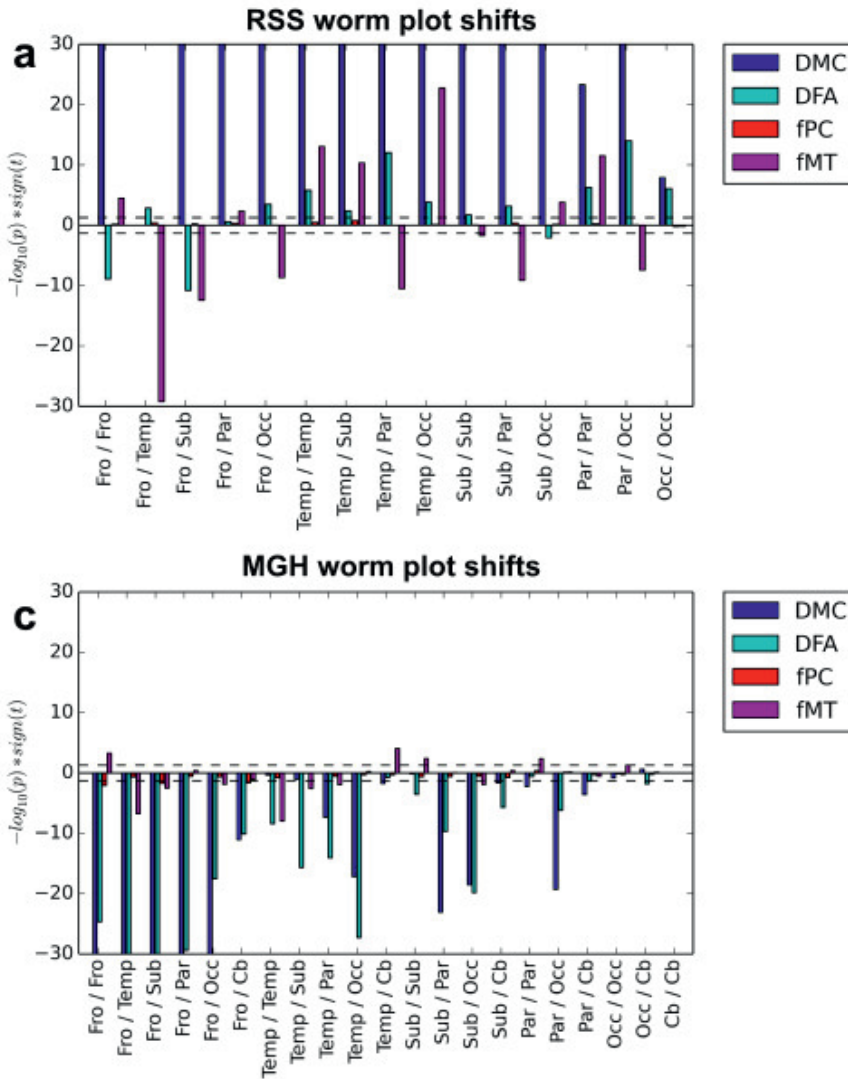 RSS worm plot shifts
a
30
20
10
0
−10
−20
−30
−log₁₀(p)∗sign(t)
Fro / Fro
Fro / Temp
Fro / Sub
Fro / Par
Fro / Occ
Temp / Temp
Temp / Sub
Temp / Par
Temp / Occ
Sub / Sub
Sub / Par
Sub / Occ
Par / Par
Par / Occ
Occ / Occ
DMC
DFA
fPC
fMT
MGH worm plot shifts
c
30
20
10
0
−10
−20
−30
−log₁₀(p)∗sign(t)
Fro / Fro
Fro / Temp
Fro / Sub
Fro / Par
Fro / Occ
Fro / Cb
Temp / Temp
Temp / Sub
Temp / Par
Temp / Occ
Temp / Cb
Sub / Sub
Sub / Par
Sub / Occ
Sub / Cb
Par / Par
Par / Occ
Par / Cb
Occ / Occ
Occ / Cb
Cb / Cb
DMC
DFA
fPC
fMT